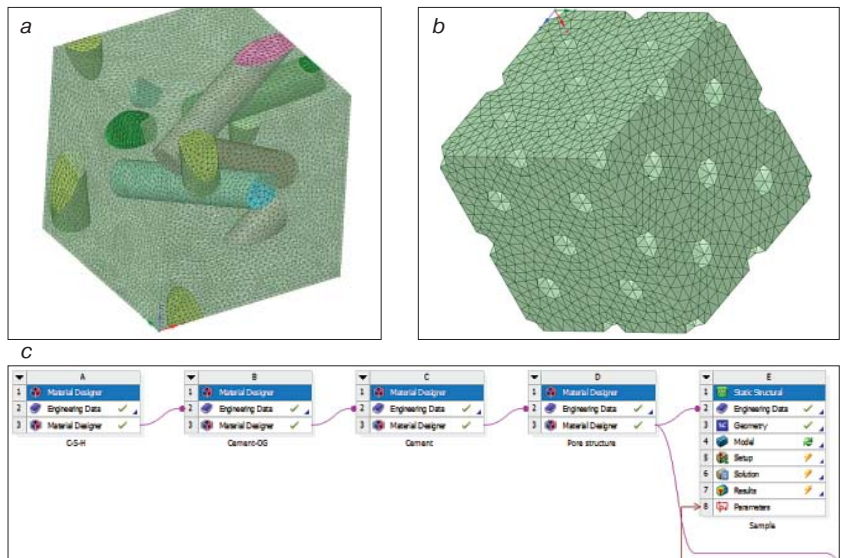 a
b
c
A
1 Material Designer
2 Engineering Data
3 Material Designer
C-S-H
B
1 Material Designer
2 Engineering Data
3 Material Designer
Cement-OG
C
1 Material Designer
2 Engineering Data
3 Material Designer
Cement
D
1 Material Designer
2 Engineering Data
3 Material Designer
Pore structure
E
1 Static Structural
2 Engineering Data
3 SC Geometry
4 Model
5 Setup
6 Solution
7 Results
8 Parameters
Sample